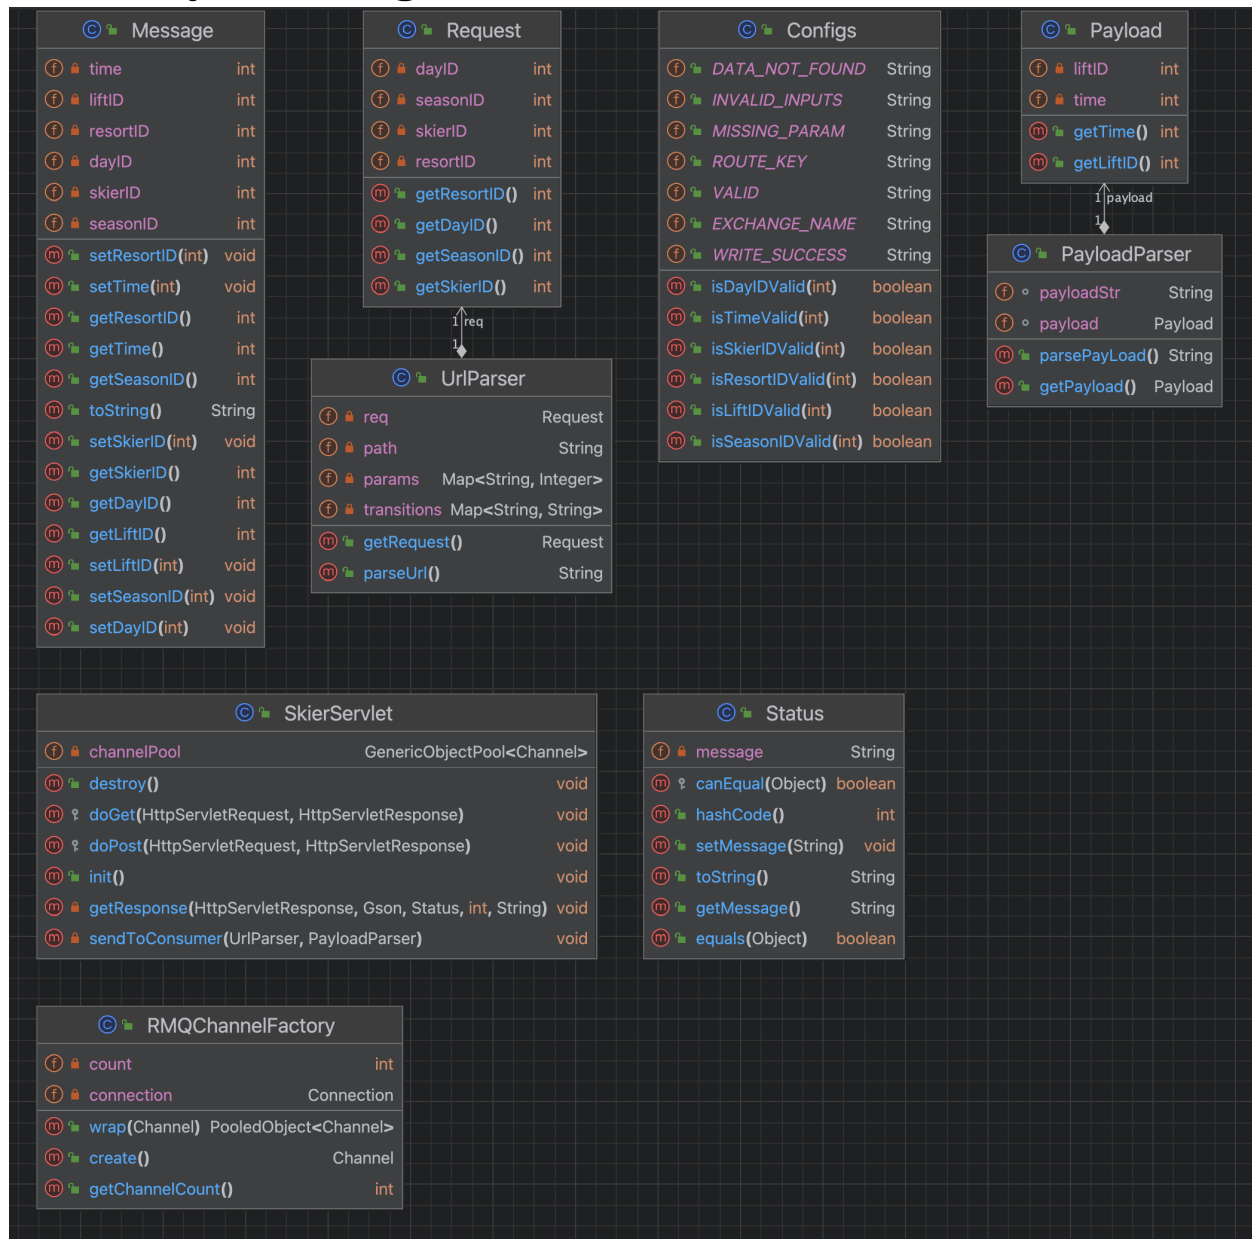 Message
time int
liftID int
resortID int
dayID int
skierID int
seasonID int
setResortID(int) void
setTime(int) void
getResortID() int
getTime() int
getSeasonID() int
toString() String
setSkierID(int) void
getSkierID() int
getDayID() int
getLiftID() int
setLiftID(int) void
setSeasonID(int) void
setDayID(int) void
Request
dayID int
seasonID int
skierID int
resortID int
getResortID() int
getDayID() int
getSeasonID() int
getSkierID() int
1 req
1
UrlParser
req Request
path String
params Map<String, Integer>
transitions Map<String, String>
getRequest() Request
parseUrl() String
Configs
DATA_NOT_FOUND String
INVALID_INPUTS String
MISSING_PARAM String
ROUTE_KEY String
VALID String
EXCHANGE_NAME String
WRITE_SUCCESS String
isDayIDValid(int) boolean
isTimeValid(int) boolean
isSkierIDValid(int) boolean
isResortIDValid(int) boolean
isLiftIDValid(int) boolean
isSeasonIDValid(int) boolean
Payload
liftID int
time int
getTime() int
getLiftID() int
1 payload
1
PayloadParser
payloadStr String
payload Payload
parsePayLoad() String
getPayload() Payload
SkierServlet
channelPool GenericObjectPool<Channel>
destroy() void
doGet(HttpServletRequest, HttpServletResponse) void
doPost(HttpServletRequest, HttpServletResponse) void
init() void
getResponse(HttpServletResponse, Gson, Status, int, String) void
sendToConsumer(UrlParser, PayloadParser) void
Status
message String
canEqual(Object) boolean
hashCode() int
setMessage(String) void
toString() String
getMessage() String
equals(Object) boolean
RMQChannelFactory
count int
connection Connection
wrap(Channel) PooledObject<Channel>
create() Channel
getChannelCount() int